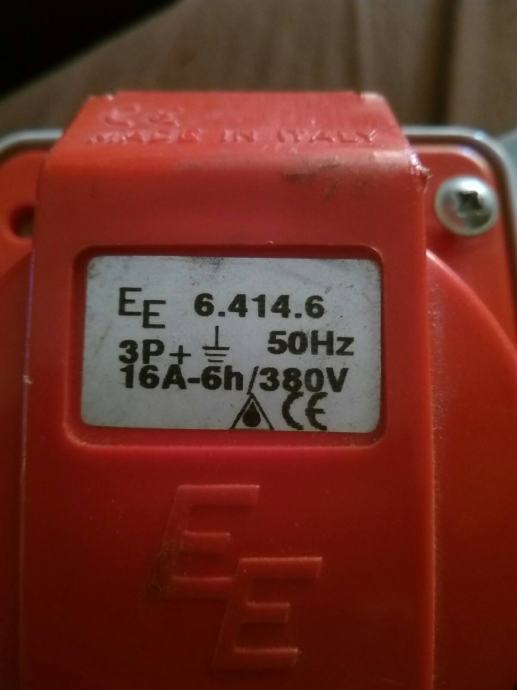 MADE IN ITALY
EE 6.414.6
3P+⏚ 50Hz
16A-6h/380V
CE
EE